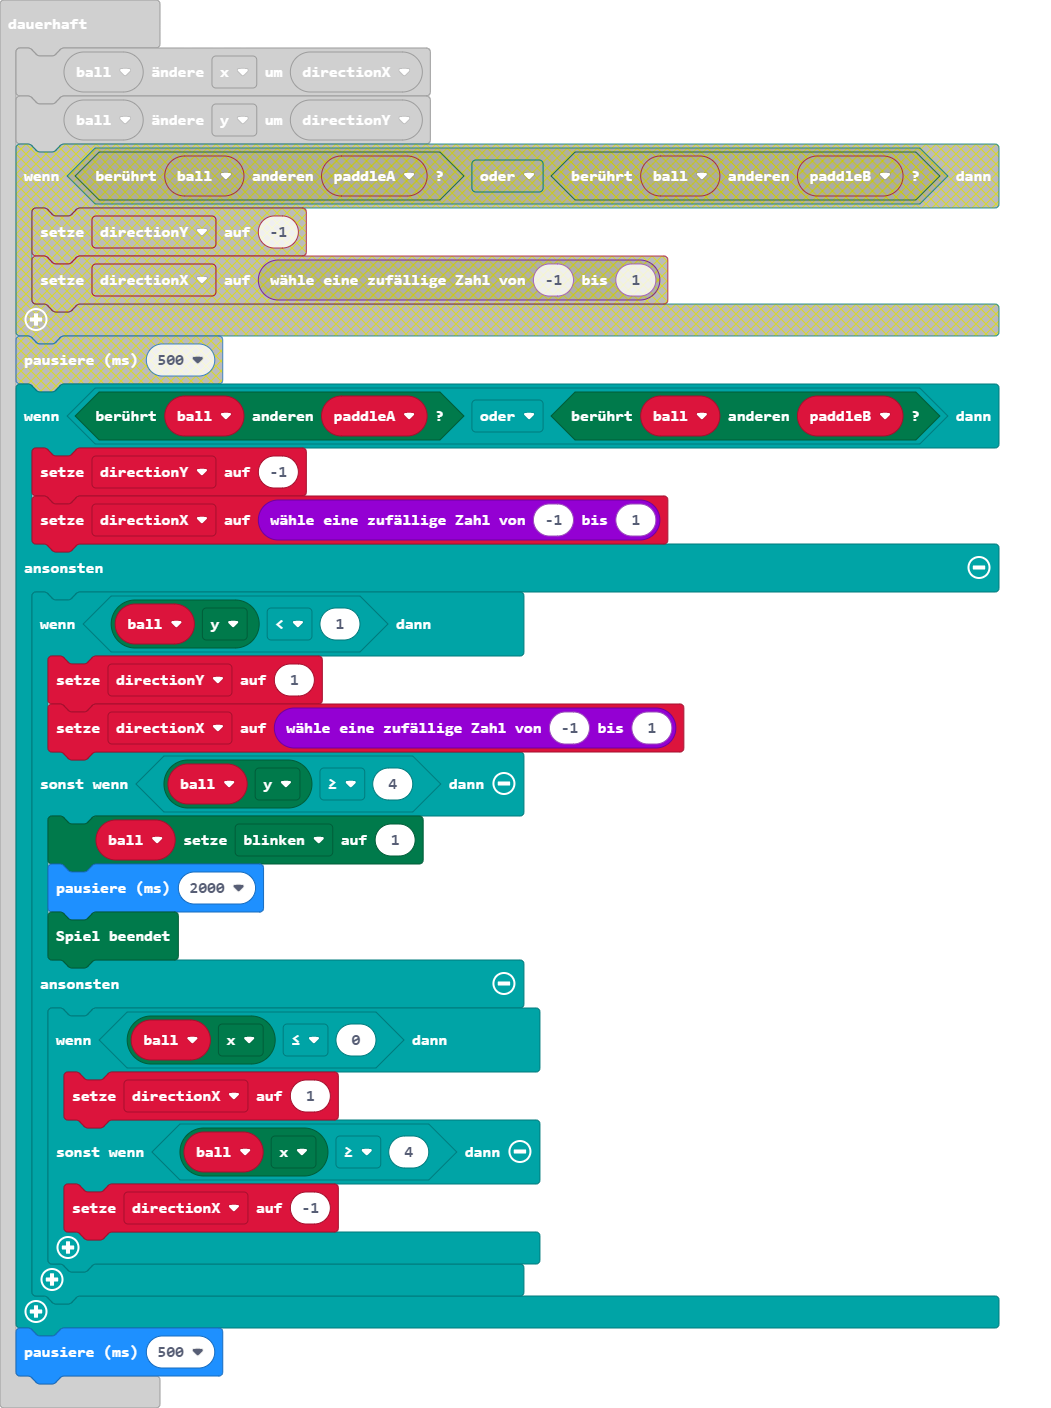 dauerhaft
ball ändere x um directionX
ball ändere y um directionY
wenn berührt ball anderen paddleA ? oder berührt ball anderen paddleB ? dann
setze directionY auf -1
setze directionX auf wähle eine zufällige Zahl von -1 bis 1
pausiere (ms) 500
wenn berührt ball anderen paddleA ? oder berührt ball anderen paddleB ? dann
setze directionY auf -1
setze directionX auf wähle eine zufällige Zahl von -1 bis 1
ansonsten
wenn ball y < 1 dann
setze directionY auf 1
setze directionX auf wähle eine zufällige Zahl von -1 bis 1
sonst wenn ball y ≥ 4 dann
ball setze blinken auf 1
pausiere (ms) 2000
Spiel beendet
ansonsten
wenn ball x ≤ 0 dann
setze directionX auf 1
sonst wenn ball x ≥ 4 dann
setze directionX auf -1
pausiere (ms) 500